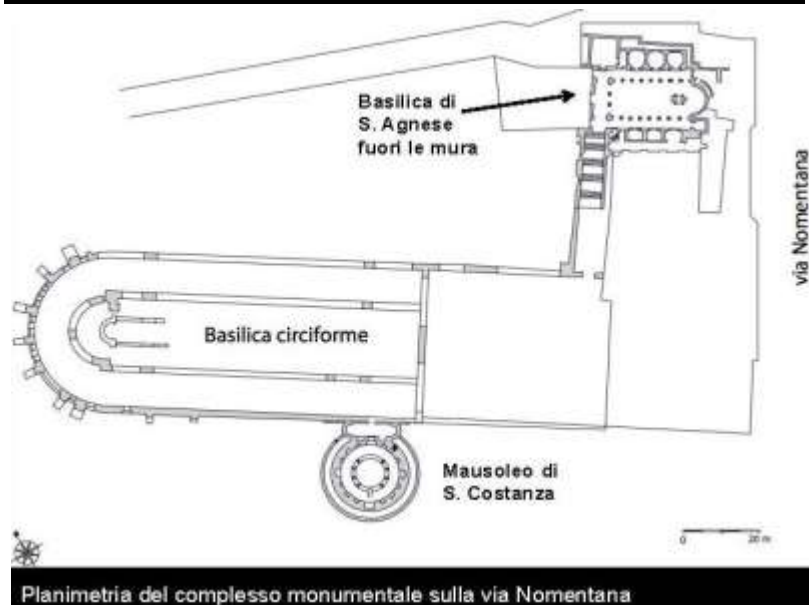 Basilica di
S. Agnese
fuori le mura
via Nomentana
Basilica circiforme
Mausoleo di
S. Costanza
0 20 m
Planimetria del complesso monumentale sulla via Nomentana